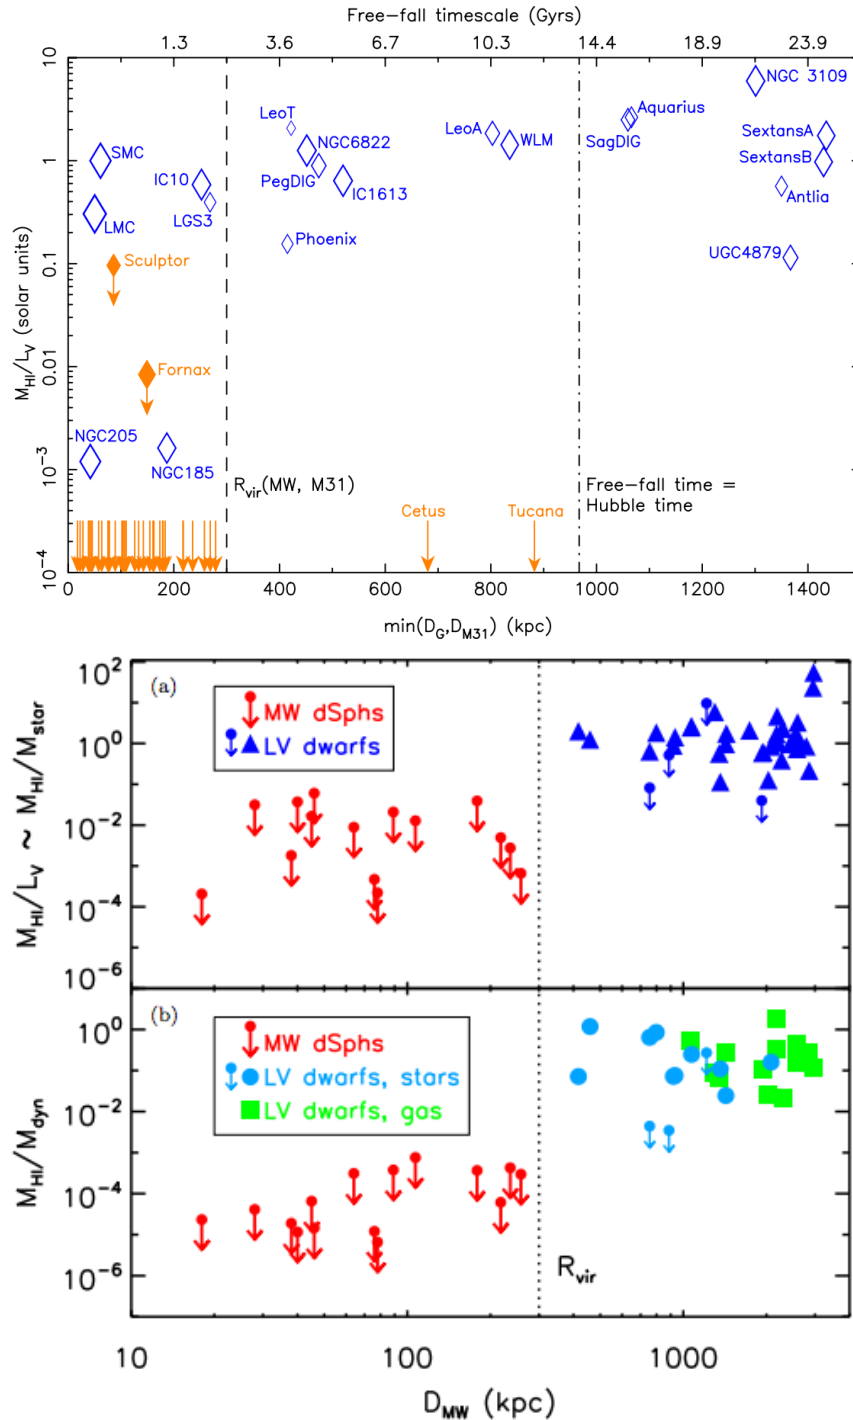 Free-fall timescale (Gyrs)
1.3 3.6 6.7 10.3 14.4 18.9 23.9
M_HI/L_V (solar units)
10
1
0.1
0.01
10^-3
10^-4
NGC 3109
LeoT
Aquarius
SMC
NGC6822
LeoA
WLM
SagDIG
SextansA
IC10
PegDIG
SextansB
LGS3
IC1613
Antlia
LMC
Phoenix
UGC4879
Sculptor
Fornax
NGC205
NGC185
R_vir(MW, M31)
Free-fall time =
Hubble time
Cetus
Tucana
0 200 400 600 800 1000 1200 1400
min(D_G,D_M31) (kpc)
(a)
MW dSphs
LV dwarfs
M_HI/L_V ~ M_HI/M_star
10^2
10^0
10^-2
10^-4
10^-6
(b)
MW dSphs
LV dwarfs, stars
LV dwarfs, gas
M_HI/M_dyn
10^0
10^-2
10^-4
10^-6
R_vir
10 100 1000
D_MW (kpc)